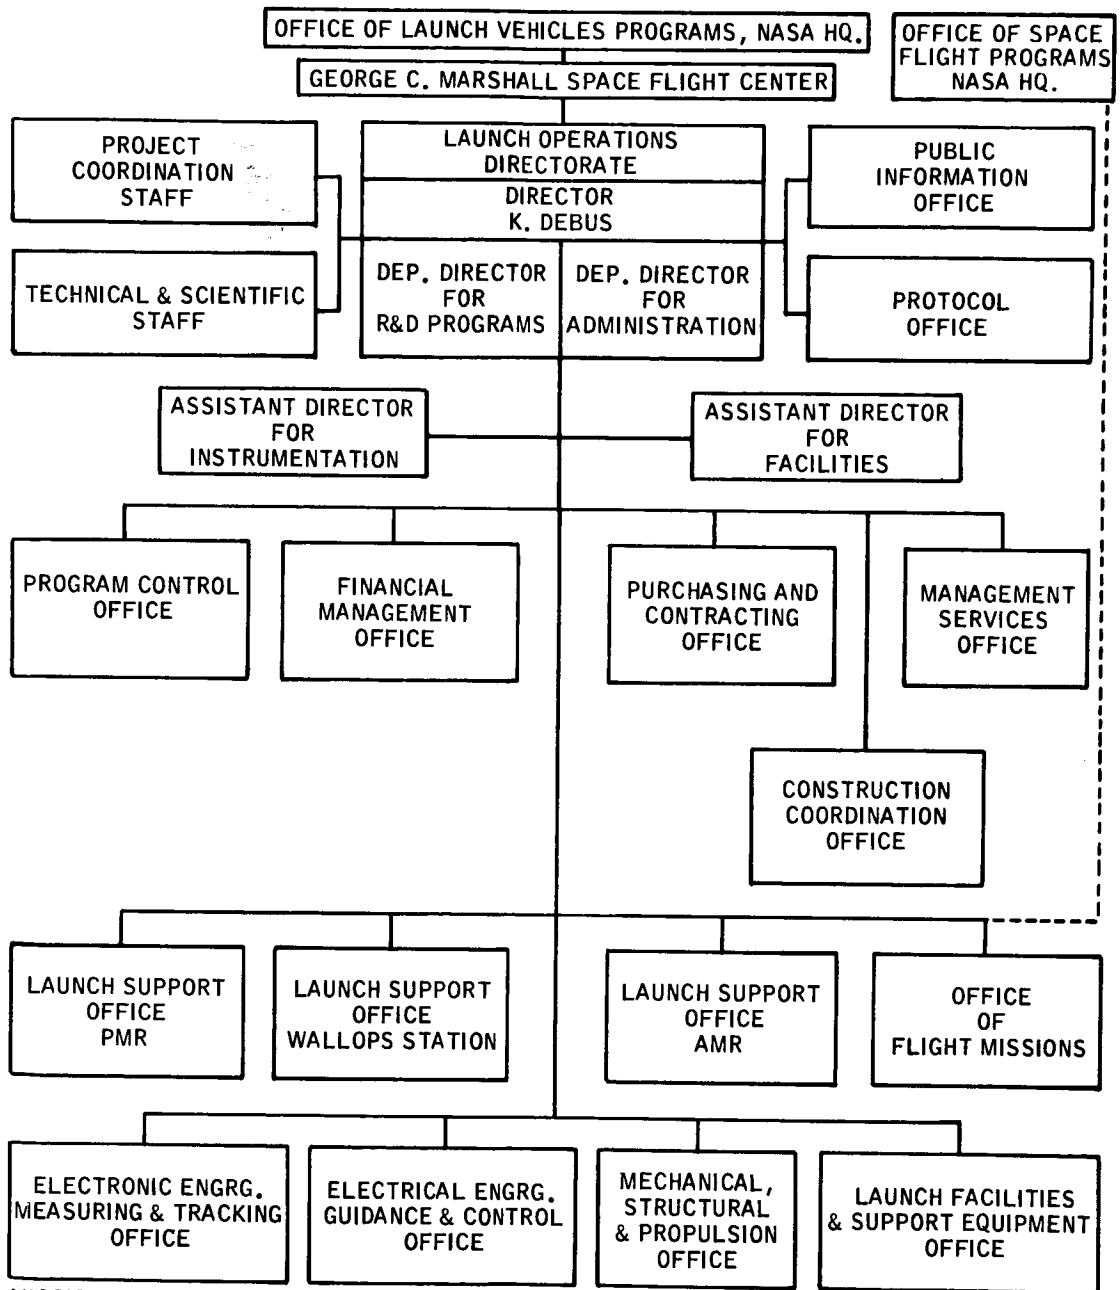 OFFICE OF LAUNCH VEHICLES PROGRAMS, NASA HQ.
OFFICE OF SPACE
FLIGHT PROGRAMS
NASA HQ.
GEORGE C. MARSHALL SPACE FLIGHT CENTER
PROJECT
COORDINATION
STAFF
LAUNCH OPERATIONS
DIRECTORATE
DIRECTOR
K. DEBUS
PUBLIC
INFORMATION
OFFICE
TECHNICAL & SCIENTIFIC
STAFF
DEP. DIRECTOR
FOR
R&D PROGRAMS
DEP. DIRECTOR
FOR
ADMINISTRATION
PROTOCOL
OFFICE
ASSISTANT DIRECTOR
FOR
INSTRUMENTATION
ASSISTANT DIRECTOR
FOR
FACILITIES
PROGRAM CONTROL
OFFICE
FINANCIAL
MANAGEMENT
OFFICE
PURCHASING AND
CONTRACTING
OFFICE
MANAGEMENT
SERVICES
OFFICE
CONSTRUCTION
COORDINATION
OFFICE
LAUNCH SUPPORT
OFFICE
PMR
LAUNCH SUPPORT
OFFICE
WALLOPS STATION
LAUNCH SUPPORT
OFFICE
AMR
OFFICE
OF
FLIGHT MISSIONS
ELECTRONIC ENGRG.
MEASURING & TRACKING
OFFICE
ELECTRICAL ENGRG.
GUIDANCE & CONTROL
OFFICE
MECHANICAL,
STRUCTURAL
& PROPULSION
OFFICE
LAUNCH FACILITIES
& SUPPORT EQUIPMENT
OFFICE